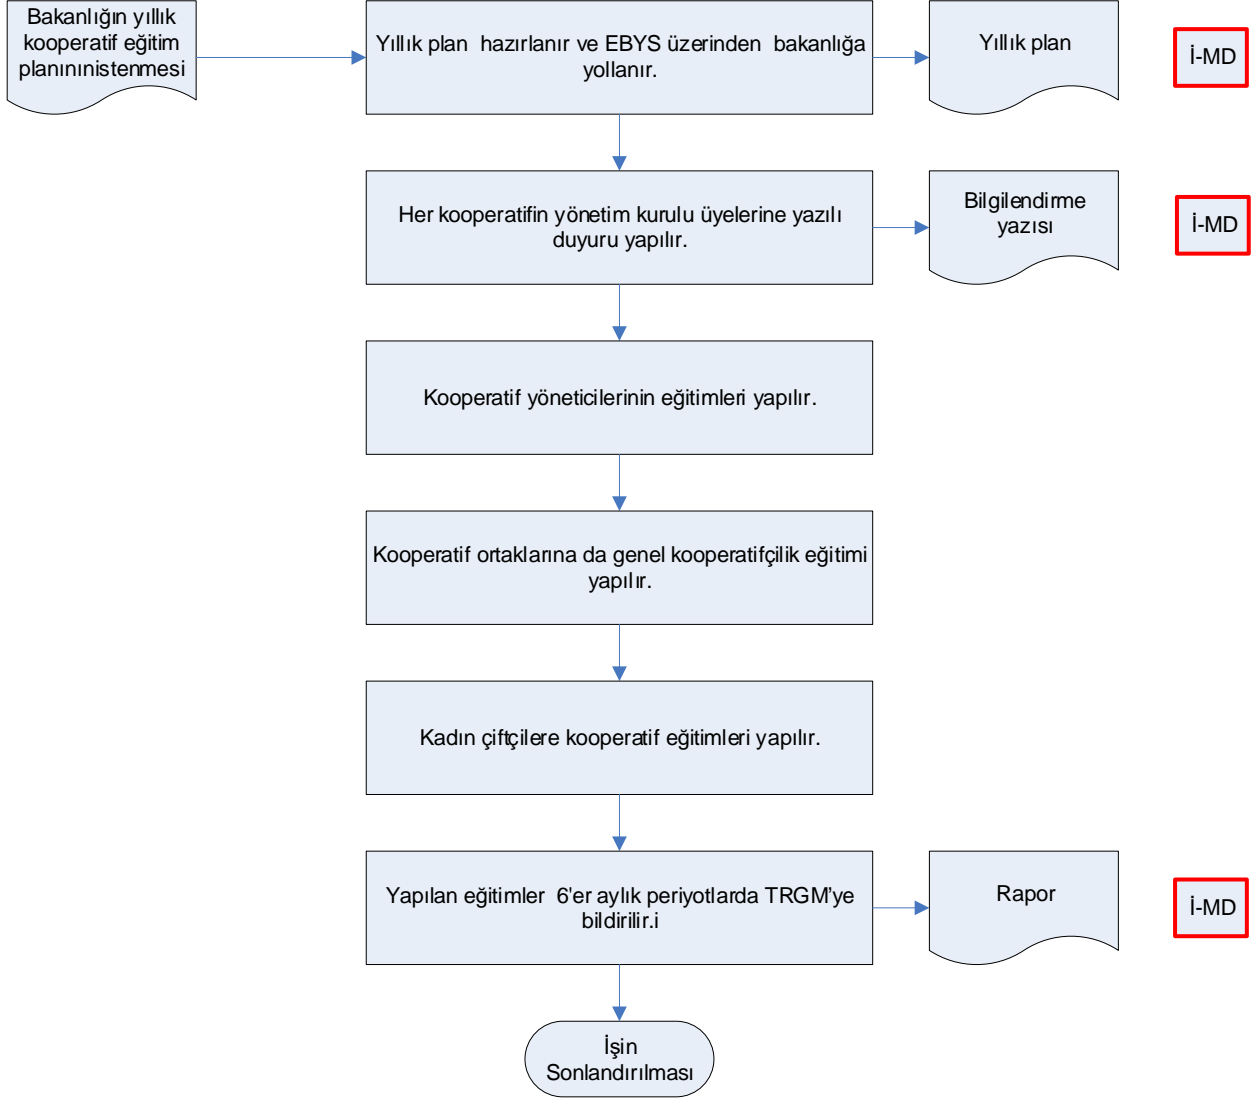 Bakanlığın yıllık
kooperatif eğitim
planınınistenmesi
Yıllık plan hazırlanır ve EBYS üzerinden bakanlığa
yollanır.
Yıllık plan
İ-MD
Her kooperatifin yönetim kurulu üyelerine yazılı
duyuru yapılır.
Bilgilendirme
yazısı
İ-MD
Kooperatif yöneticilerinin eğitimleri yapılır.
Kooperatif ortaklarına da genel kooperatifçilik eğitimi
yapılır.
Kadın çiftçilere kooperatif eğitimleri yapılır.
Yapılan eğitimler 6'er aylık periyotlarda TRGM’ye
bildirilir.i
Rapor
İ-MD
İşin
Sonlandırılması